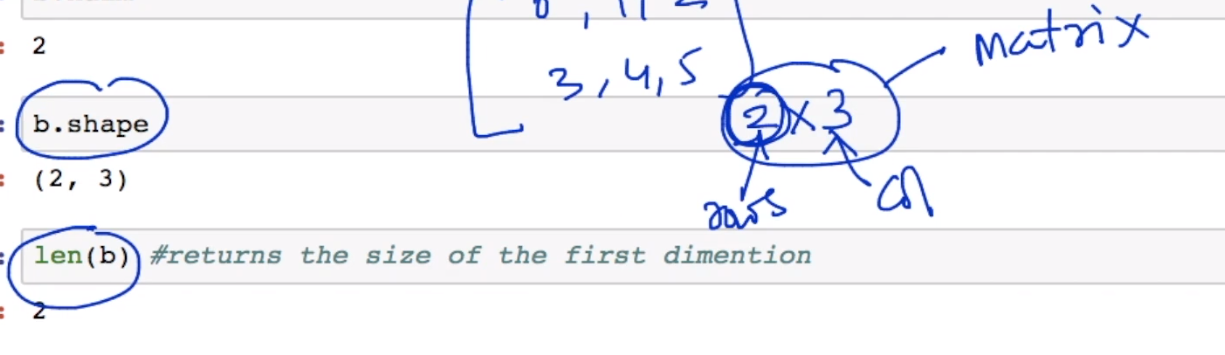 2
3, 4, 5
matrix
b.shape
2 x 3
(2, 3)
rows
col
len(b) #returns the size of the first dimention
2